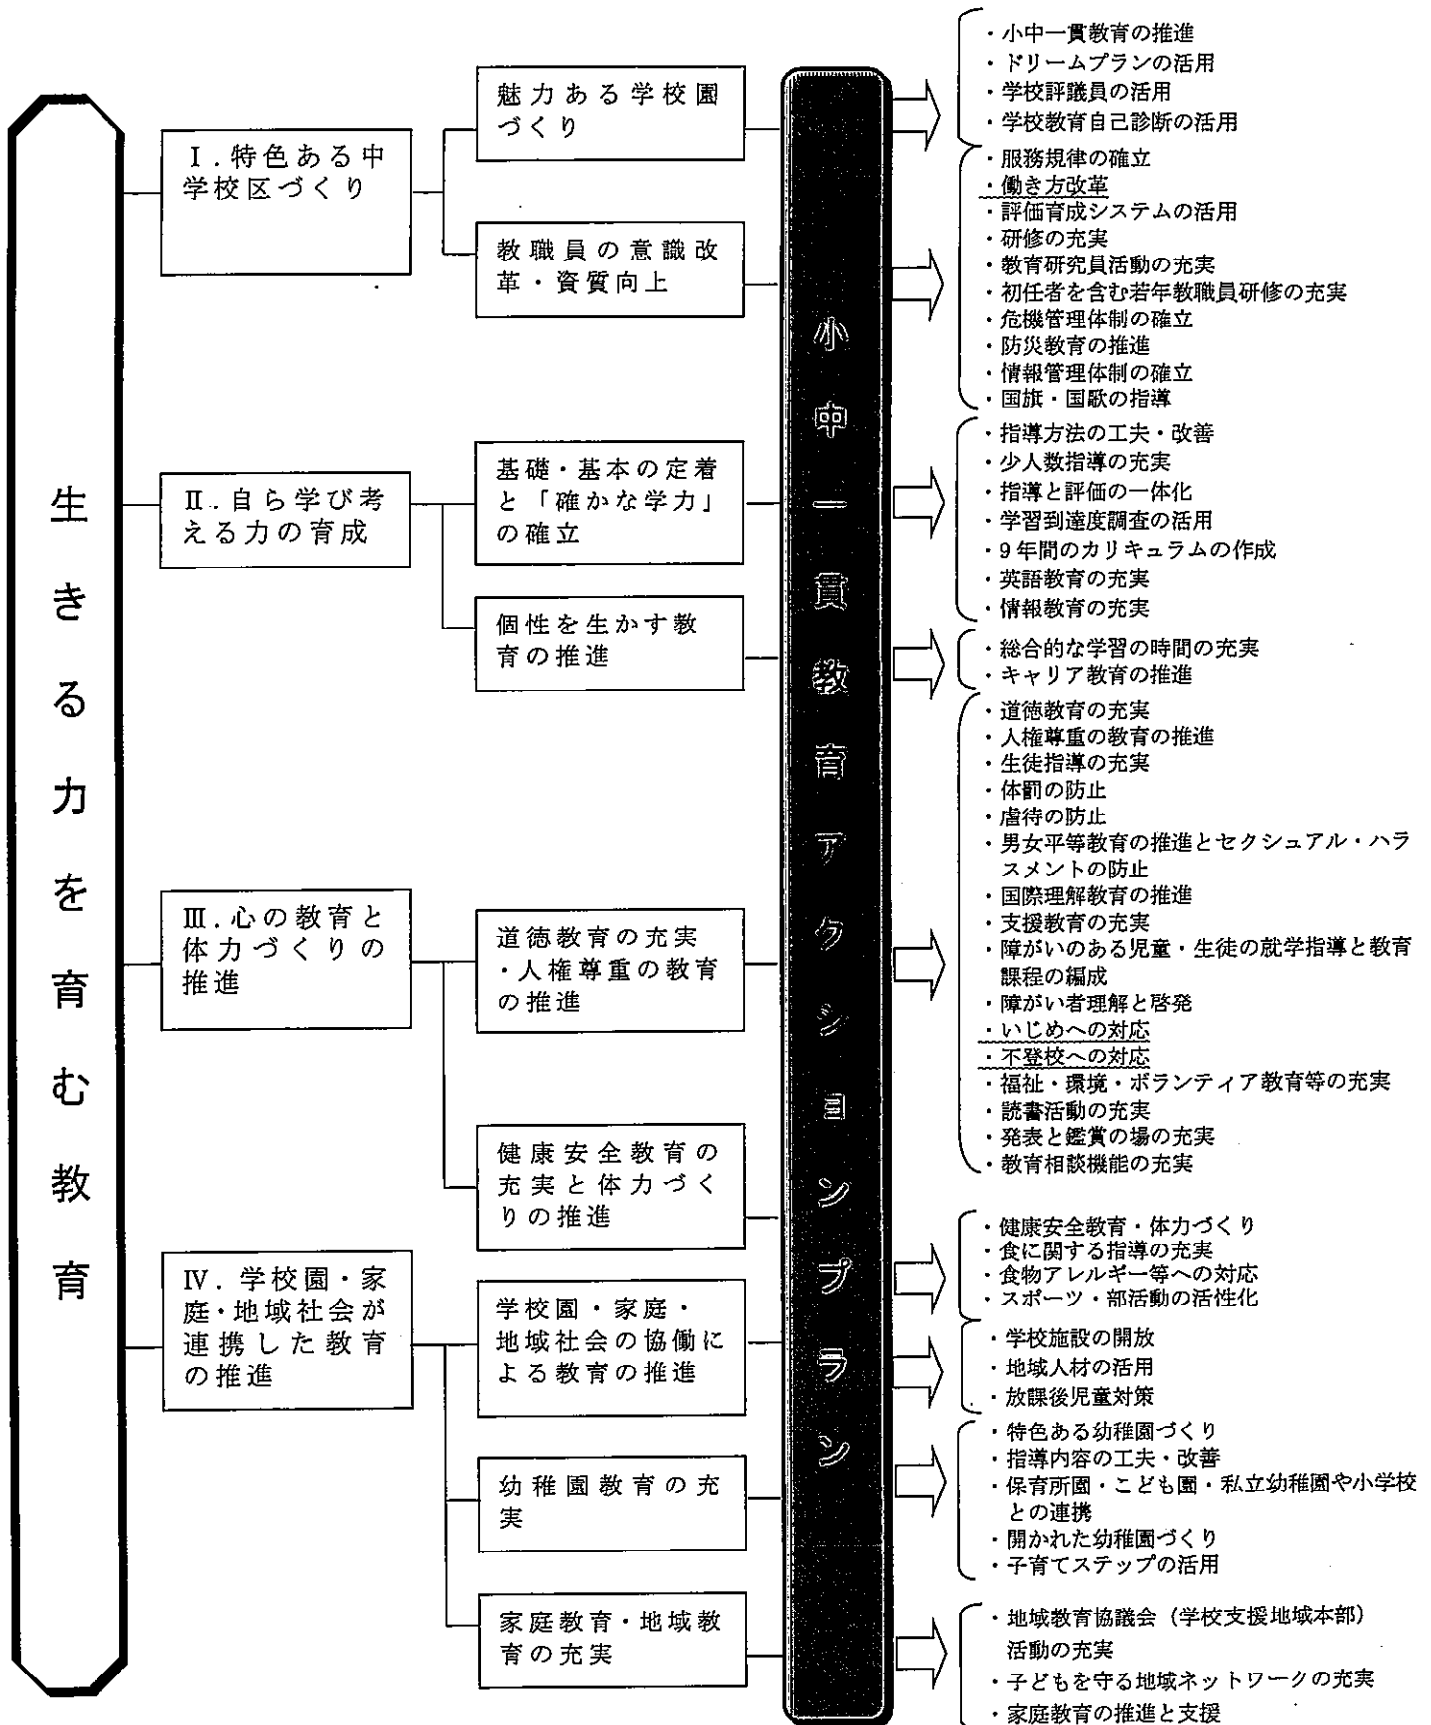 生きる力を育む教育
Ⅰ.特色ある中
学校区づくり
魅力ある学校園
づくり
教職員の意識改
革・資質向上
Ⅱ.自ら学び考
える力の育成
基礎・基本の定着
と「確かな学力」
の確立
個性を生かす教
育の推進
Ⅲ.心の教育と
体力づくりの
推進
道徳教育の充実
・人権尊重の教育
の推進
健康安全教育の
充実と体力づく
りの推進
Ⅳ.学校園・家
庭・地域社会が
連携した教育
の推進
学校園・家庭・
地域社会の協働に
よる教育の推進
幼稚園教育の充
実
家庭教育・地域教
育の充実
小中一貫教育アクションプラン
・小中一貫教育の推進
・ドリームプランの活用
・学校評議員の活用
・学校教育自己診断の活用
・服務規律の確立
・働き方改革
・評価育成システムの活用
・研修の充実
・教育研究員活動の充実
・初任者を含む若年教職員研修の充実
・危機管理体制の確立
・防災教育の推進
・情報管理体制の確立
・国旗・国歌の指導
・指導方法の工夫・改善
・少人数指導の充実
・指導と評価の一体化
・学習到達度調査の活用
・9年間のカリキュラムの作成
・英語教育の充実
・情報教育の充実
・総合的な学習の時間の充実
・キャリア教育の推進
・道徳教育の充実
・人権尊重の教育の推進
・生徒指導の充実
・体罰の防止
・虐待の防止
・男女平等教育の推進とセクシュアル・ハラ
スメントの防止
・国際理解教育の推進
・支援教育の充実
・障がいのある児童・生徒の就学指導と教育
課程の編成
・障がい者理解と啓発
・いじめへの対応
・不登校への対応
・福祉・環境・ボランティア教育等の充実
・読書活動の充実
・発表と鑑賞の場の充実
・教育相談機能の充実
・健康安全教育・体力づくり
・食に関する指導の充実
・食物アレルギー等への対応
・スポーツ・部活動の活性化
・学校施設の開放
・地域人材の活用
・放課後児童対策
・特色ある幼稚園づくり
・指導内容の工夫・改善
・保育所園・こども園・私立幼稚園や小学校
との連携
・開かれた幼稚園づくり
・子育てステップの活用
・地域教育協議会（学校支援地域本部）
活動の充実
・子どもを守る地域ネットワークの充実
・家庭教育の推進と支援